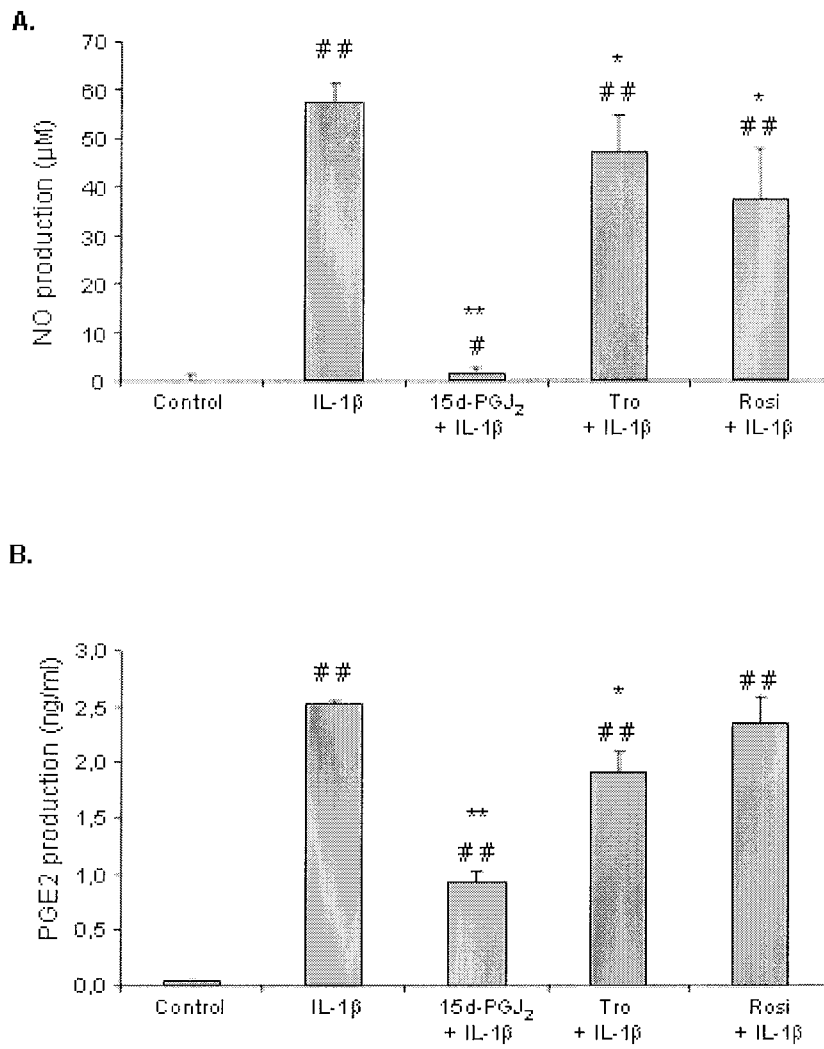 A.
NO production (µM)
70
60
50
40
30
20
10
0
##
**
#
*
##
*
##
Control
IL-1β
15d-PGJ₂
+ IL-1β
Tro
+ IL-1β
Rosi
+ IL-1β
B.
PGE2 production (ng/ml)
3,0
2,5
2,0
1,5
1,0
0,5
0,0
##
**
##
*
##
##
Control
IL-1β
15d-PGJ₂
+ IL-1β
Tro
+ IL-1β
Rosi
+ IL-1β